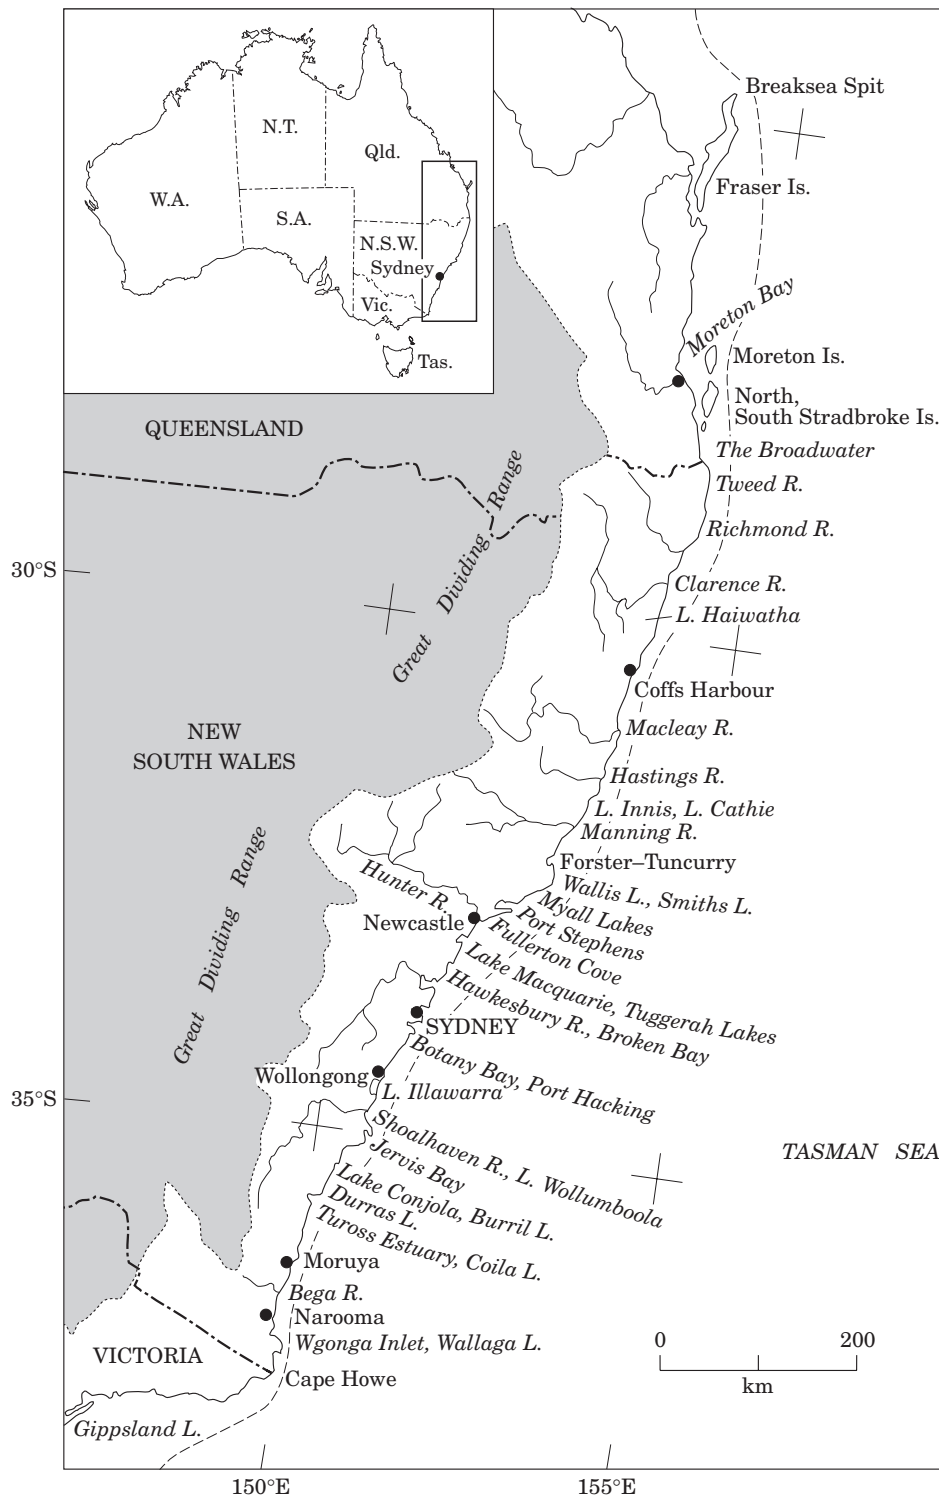 N.T.
Qld.
W.A.
S.A.
N.S.W.
Sydney
Vic.
Tas.
Breaksea Spit
Fraser Is.
Moreton Bay
Moreton Is.
North,
South Stradbroke Is.
QUEENSLAND
The Broadwater
Tweed R.
Great Dividing Range
Richmond R.
30°S
Clarence R.
L. Haiwatha
Coffs Harbour
NEW
SOUTH WALES
Macleay R.
Hastings R.
L. Innis, L. Cathie
Manning R.
Forster–Tuncurry
Great Dividing Range
Hunter R.
Wallis L., Smiths L.
Myall Lakes
Port Stephens
Newcastle
Fullerton Cove
Lake Macquarie, Tuggerah Lakes
Hawkesbury R., Broken Bay
SYDNEY
Botany Bay, Port Hacking
Wollongong
L. Illawarra
35°S
Shoalhaven R., L. Wollumboola
TASMAN SEA
Jervis Bay
Lake Conjola, Burril L.
Durras L.
Tuross Estuary, Coila L.
Moruya
Bega R.
Narooma
Wgonga Inlet, Wallaga L.
VICTORIA
Cape Howe
Gippsland L.
0 200
km
150°E 155°E